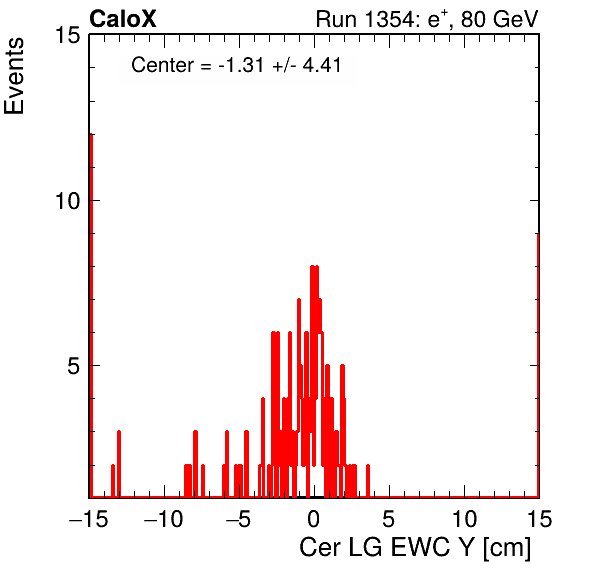 CaloX Run 1354: e⁺, 80 GeV
Center = -1.31 +/- 4.41
Events
15
10
5
−15 −10 −5 0 5 10 15
Cer LG EWC Y [cm]